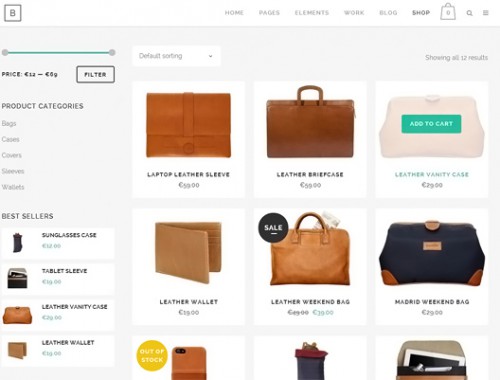 B
HOME PAGES ELEMENTS WORK BLOG SHOP 0
Default sorting
Showing all 12 results
PRICE: €12 — €69
FILTER
PRODUCT CATEGORIES
Bags
Cases
Covers
Sleeves
Wallets
BEST SELLERS
SUNGLASSES CASE
€12.00
TABLET SLEEVE
€19.00
LEATHER VANITY CASE
€29.00
LEATHER WALLET
€19.00
LAPTOP LEATHER SLEEVE
€59.00
LEATHER BRIEFCASE
€59.00
ADD TO CART
LEATHER VANITY CASE
€29.00
LEATHER WALLET
€19.00
SALE
LEATHER WEEKEND BAG
€49.00 €39.00
MADRID WEEKEND BAG
€29.00
OUT OF
STOCK